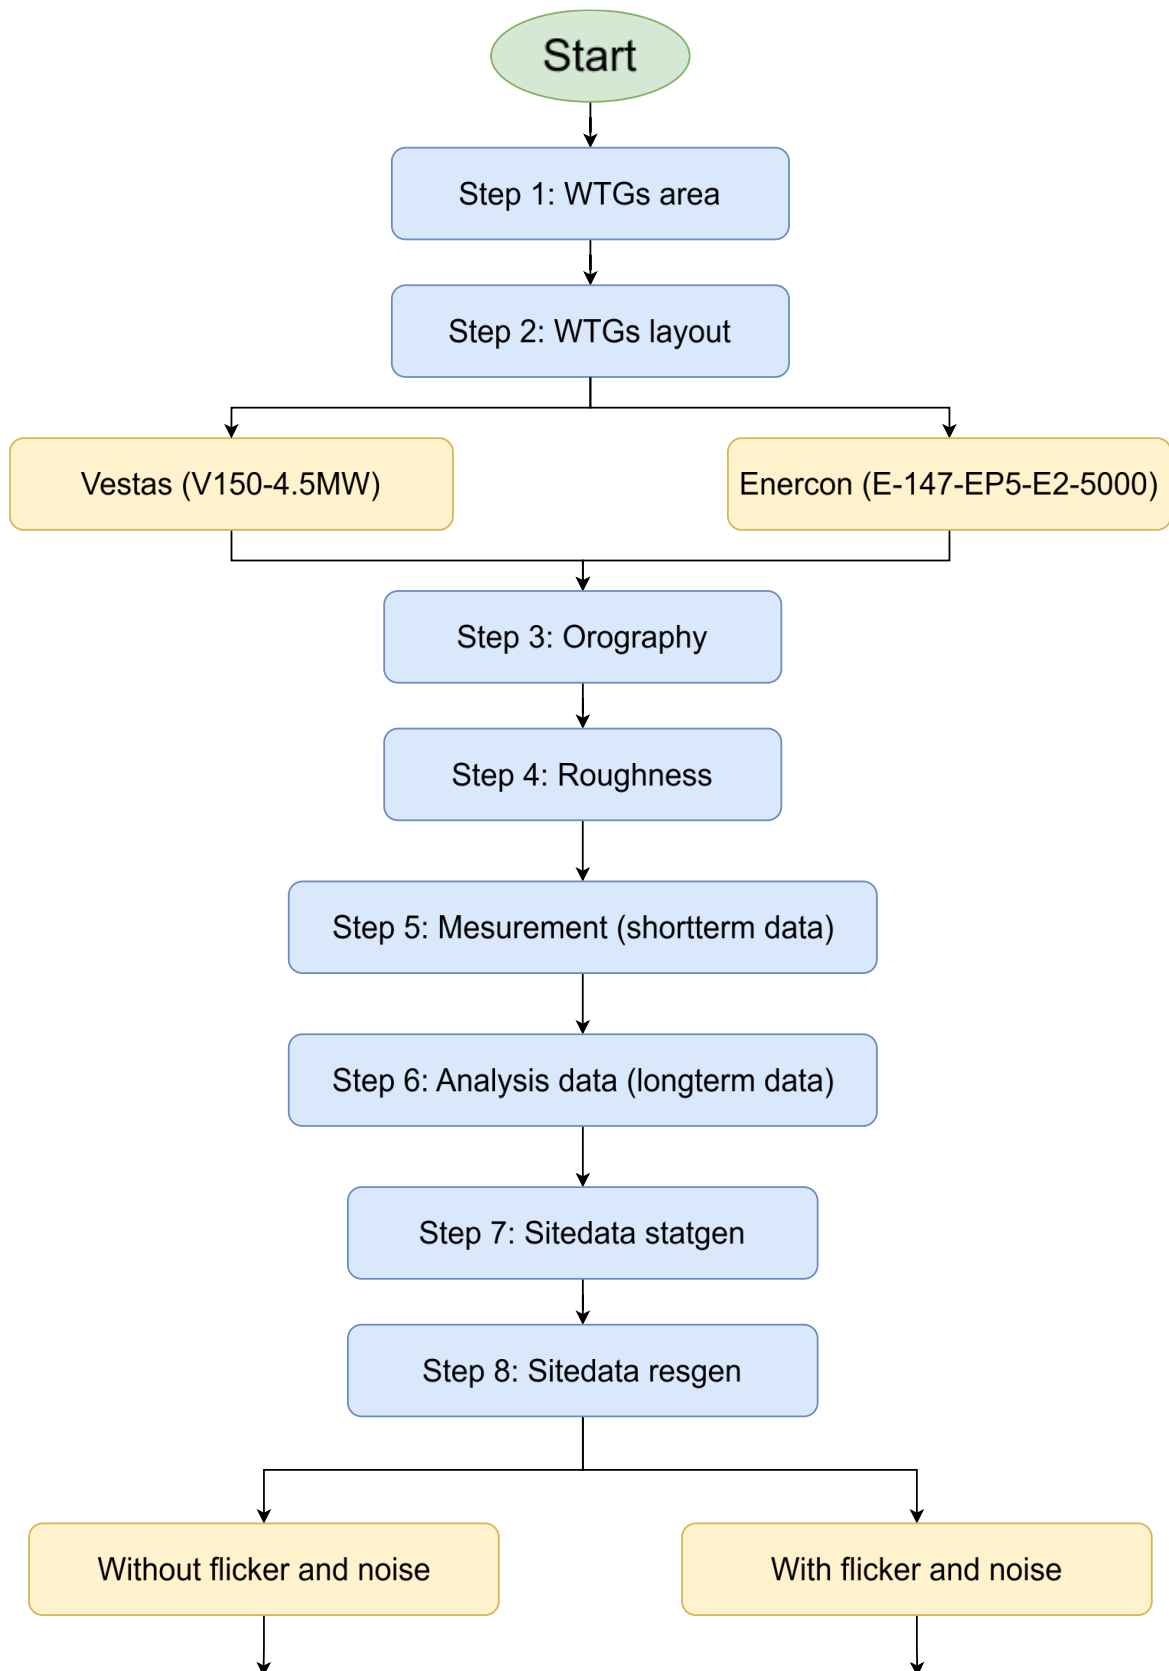 Start
Step 1: WTGs area
Step 2: WTGs layout
Vestas (V150-4.5MW)
Enercon (E-147-EP5-E2-5000)
Step 3: Orography
Step 4: Roughness
Step 5: Mesurement (shortterm data)
Step 6: Analysis data (longterm data)
Step 7: Sitedata statgen
Step 8: Sitedata resgen
Without flicker and noise
With flicker and noise